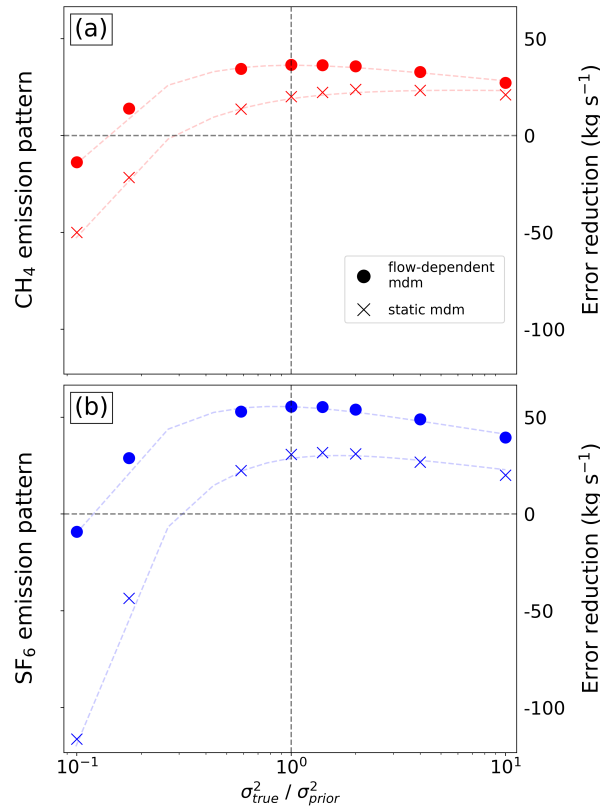 (a)
CH₄ emission pattern
50
0
-50
-100
Error reduction (kg s⁻¹)
flow-dependent
mdm
static mdm
(b)
SF₆ emission pattern
50
0
-50
-100
Error reduction (kg s⁻¹)
10⁻¹ 10⁰ 10¹
σ²true / σ²prior